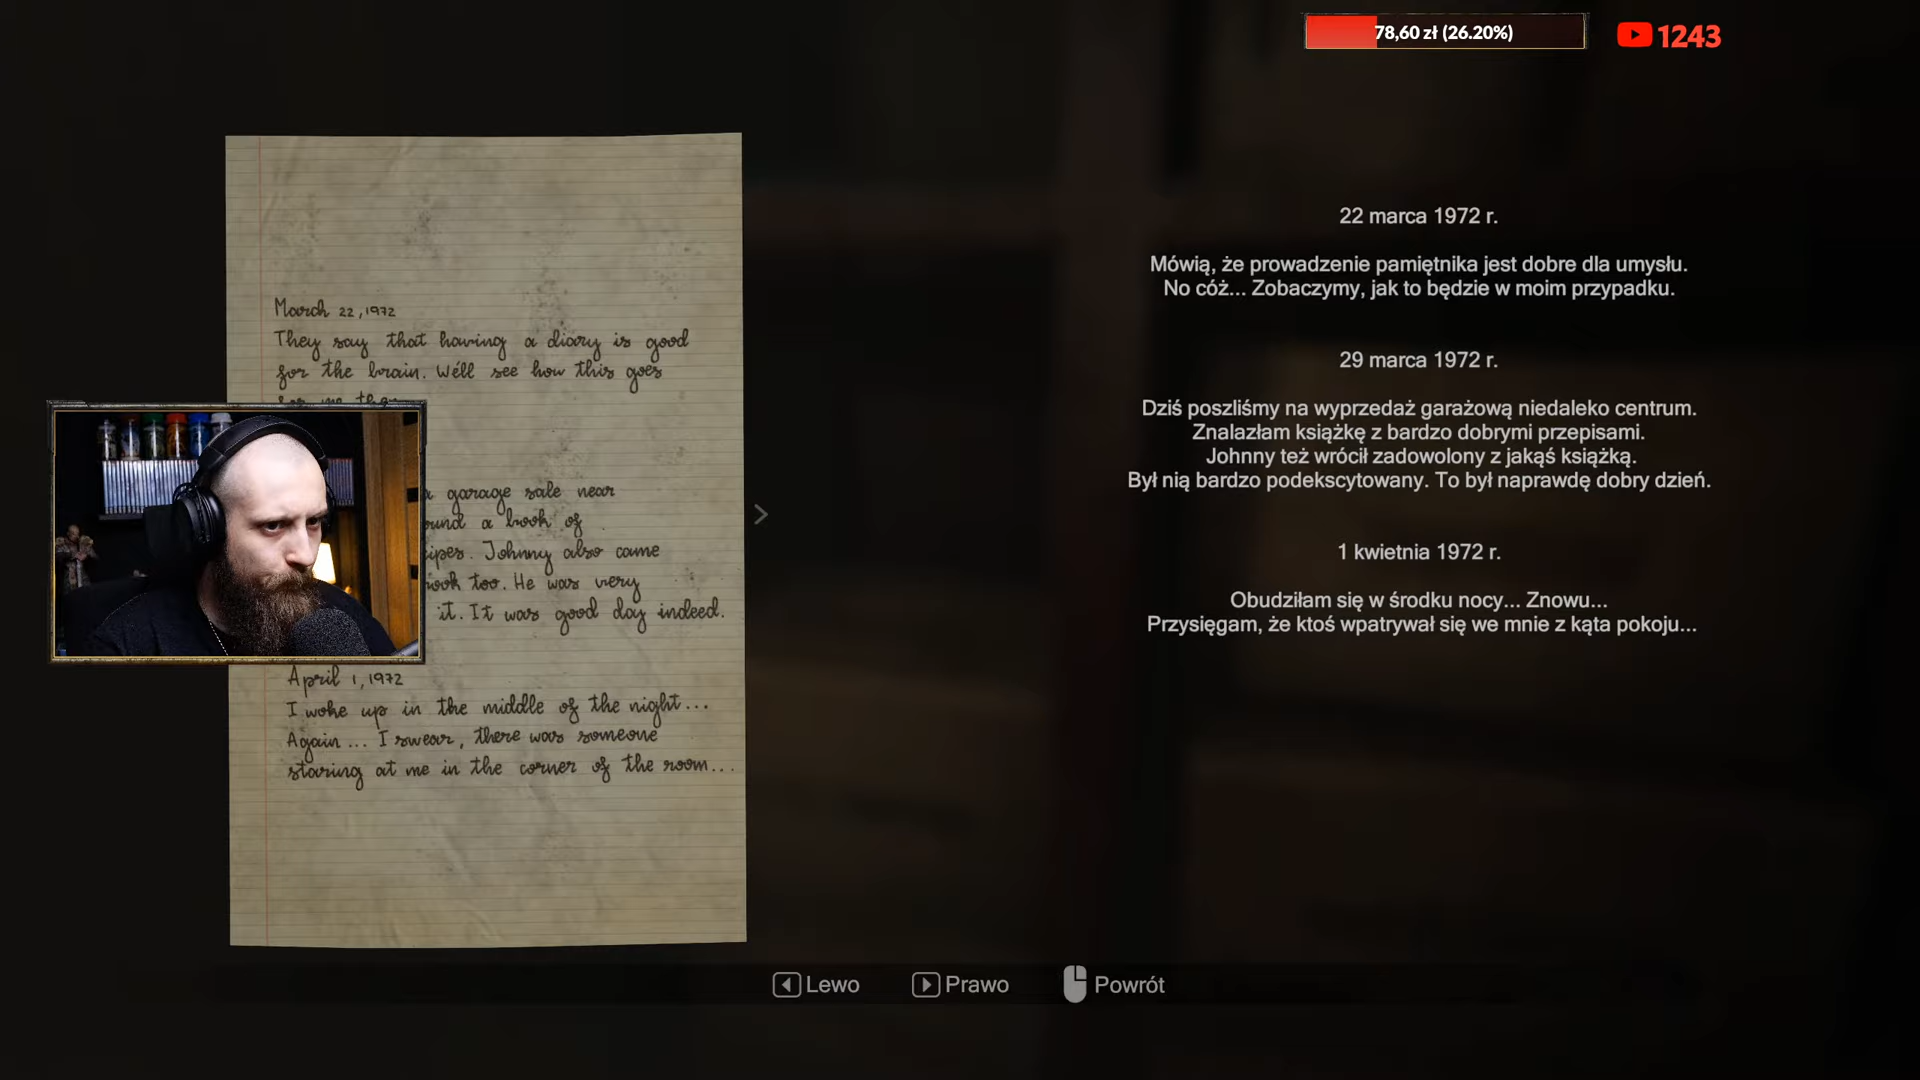 78,60 zł (26.20%)
1243
March 22, 1972
They say that having a diary is good
for the brain. We'll see how this goes
for me then
a garage sale near
a book of
Johnny also came
too. He was very
it. It was good day indeed.
April 1, 1972
I woke up in the middle of the night...
Again... I swear, there was someone
staring at me in the corner of the room...
22 marca 1972 r.
Mówią, że prowadzenie pamiętnika jest dobre dla umysłu.
No cóż... Zobaczymy, jak to będzie w moim przypadku.
29 marca 1972 r.
Dziś poszliśmy na wyprzedaż garażową niedaleko centrum.
Znalazłam książkę z bardzo dobrymi przepisami.
Johnny też wrócił zadowolony z jakąś książką.
Był nią bardzo podekscytowany. To był naprawdę dobry dzień.
1 kwietnia 1972 r.
Obudziłam się w środku nocy... Znowu...
Przysięgam, że ktoś wpatrywał się we mnie z kąta pokoju...
Lewo
Prawo
Powrót